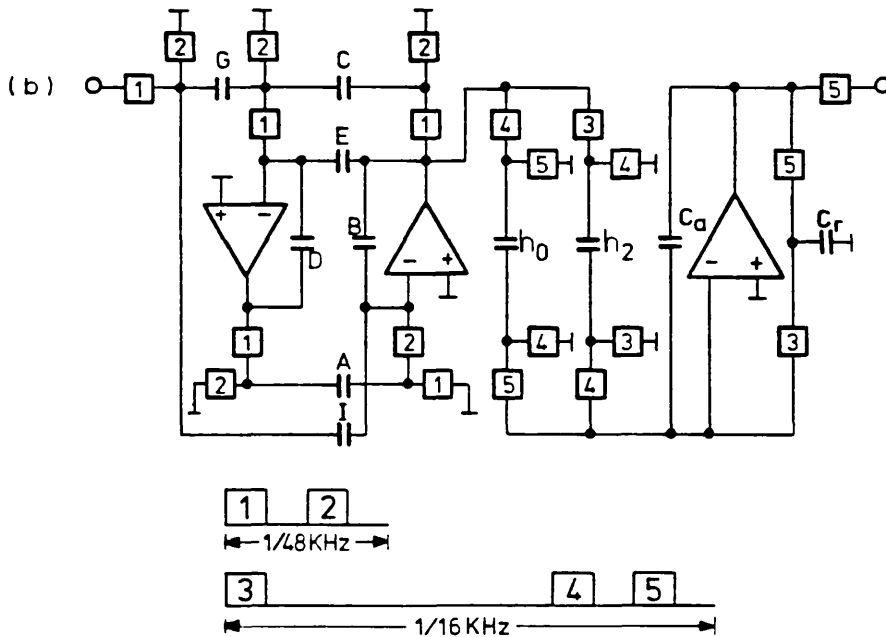 2 2 2
G C
(b) 1
1 1 4 3
E 5 4 5
5
+ - B h0 h2 Ca Cr
D - + - +
1 2 4 3 3
A
2 1 5 4
I
1 2
1/48KHz
3 4 5
1/16KHz